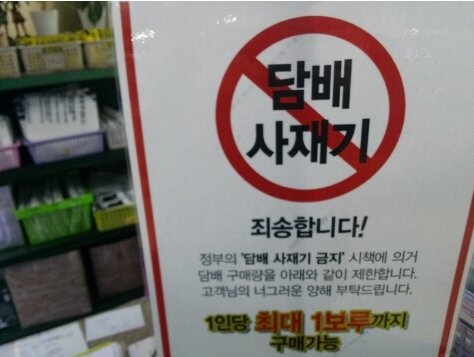 담배
사재기
죄송합니다!
정부의 '담배 사재기 금지' 시책에 의거
담배 구매량을 아래와 같이 제한합니다.
고객님의 너그러운 양해 부탁드립니다.
1인당 최대 1보루까지
구매가능